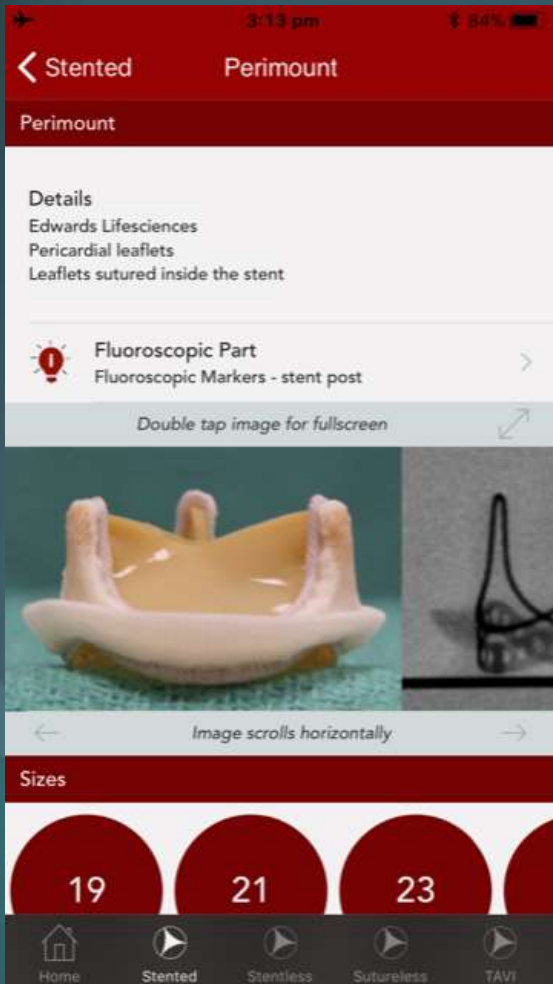 3:13 pm
84%
Stented
Perimount
Perimount
Details
Edwards Lifesciences
Pericardial leaflets
Leaflets sutured inside the stent
Fluoroscopic Part
Fluoroscopic Markers - stent post
Double tap image for fullscreen
Image scrolls horizontally
Sizes
19
21
23
Home
Stented
Stentless
Sutureless
TAVI